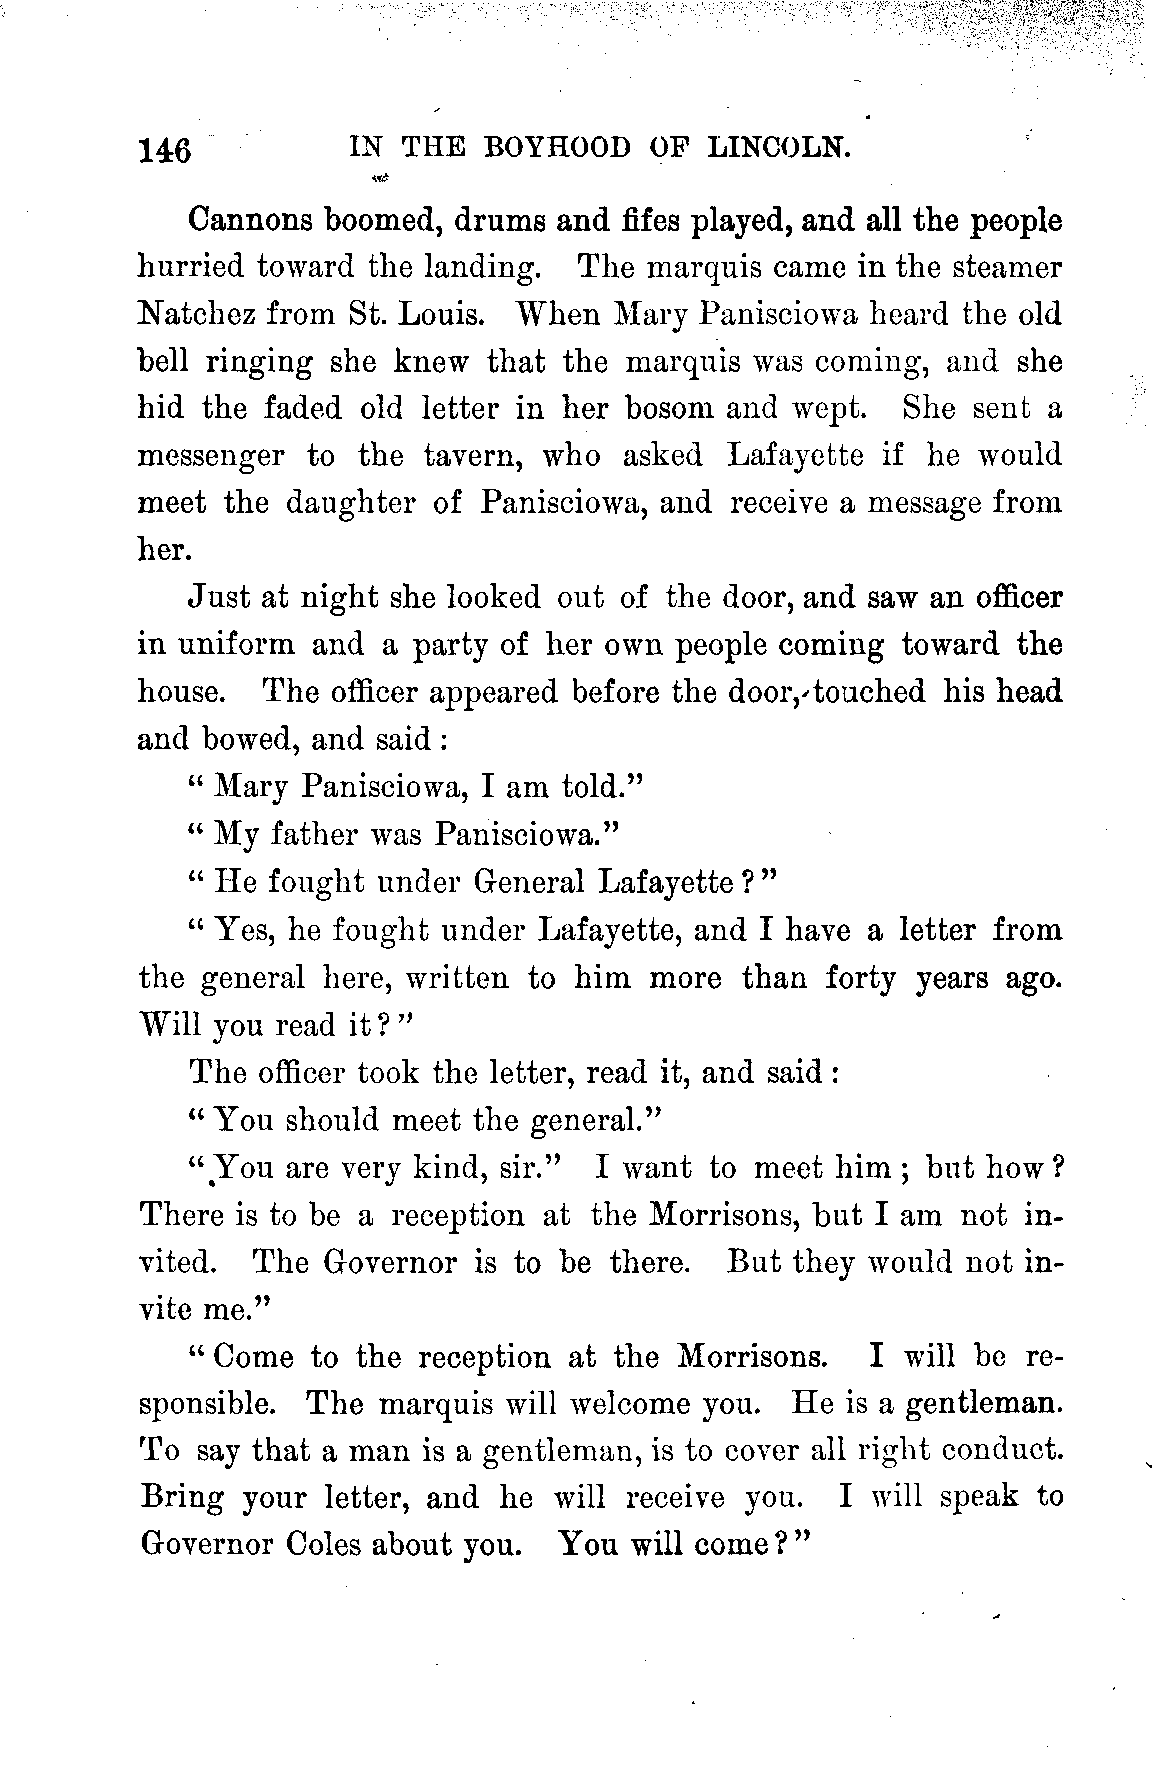 146 IN THE BOYHOOD OF LINCOLN.
Cannons boomed, drums and fifes played, and all the people
hurried toward the landing. The marquis came in the steamer
Natchez from St. Louis. When Mary Panisciowa heard the old
bell ringing she knew that the marquis was coming, and she
hid the faded old letter in her bosom and wept. She sent a
messenger to the tavern, who asked Lafayette if he would
meet the daughter of Panisciowa, and receive a message from
her.
Just at night she looked out of the door, and saw an officer
in uniform and a party of her own people coming toward the
house. The officer appeared before the door, touched his head
and bowed, and said :
“ Mary Panisciowa, I am told.”
“ My father was Panisciowa.”
“ He fought under General Lafayette ? ”
“ Yes, he fought under Lafayette, and I have a letter from
the general here, written to him more than forty years ago.
Will you read it ? ”
The officer took the letter, read it, and said :
“ You should meet the general.”
“ You are very kind, sir.” I want to meet him ; but how ?
There is to be a reception at the Morrisons, but I am not in-
vited. The Governor is to be there. But they would not in-
vite me.”
“ Come to the reception at the Morrisons. I will be re-
sponsible. The marquis will welcome you. He is a gentleman.
To say that a man is a gentleman, is to cover all right conduct.
Bring your letter, and he will receive you. I will speak to
Governor Coles about you. You will come ? ”